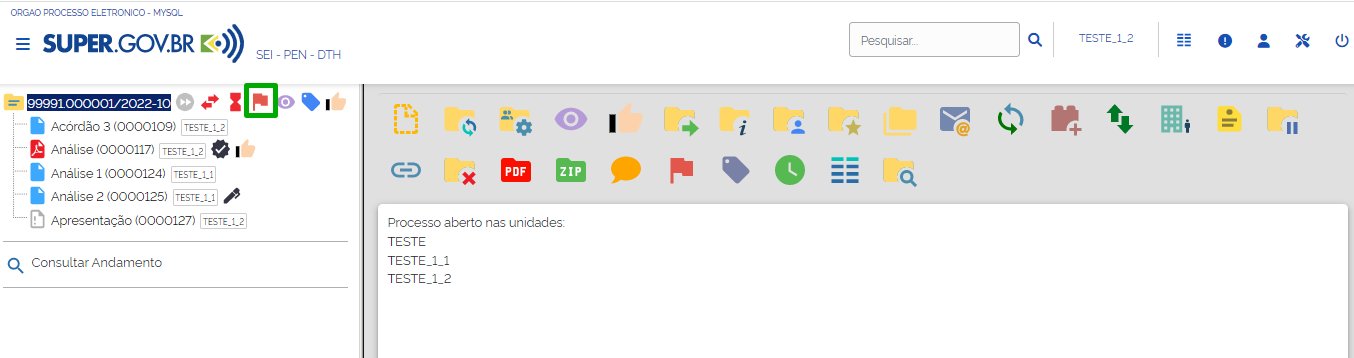 ORGAO PROCESSO ELETRONICO - MYSQL
SUPER.GOV.BR
SEI - PEN - DTH
Pesquisar...
TESTE_1_2
99991.000001/2022-10
Acórdão 3 (0000109) TESTE_1_2
Análise (0000117) TESTE_1_2
Análise 1 (0000124) TESTE_1_1
Análise 2 (0000125) TESTE_1_1
Apresentação (0000127) TESTE_1_2
Consultar Andamento
PDF
ZIP
Processo aberto nas unidades:
TESTE
TESTE_1_1
TESTE_1_2